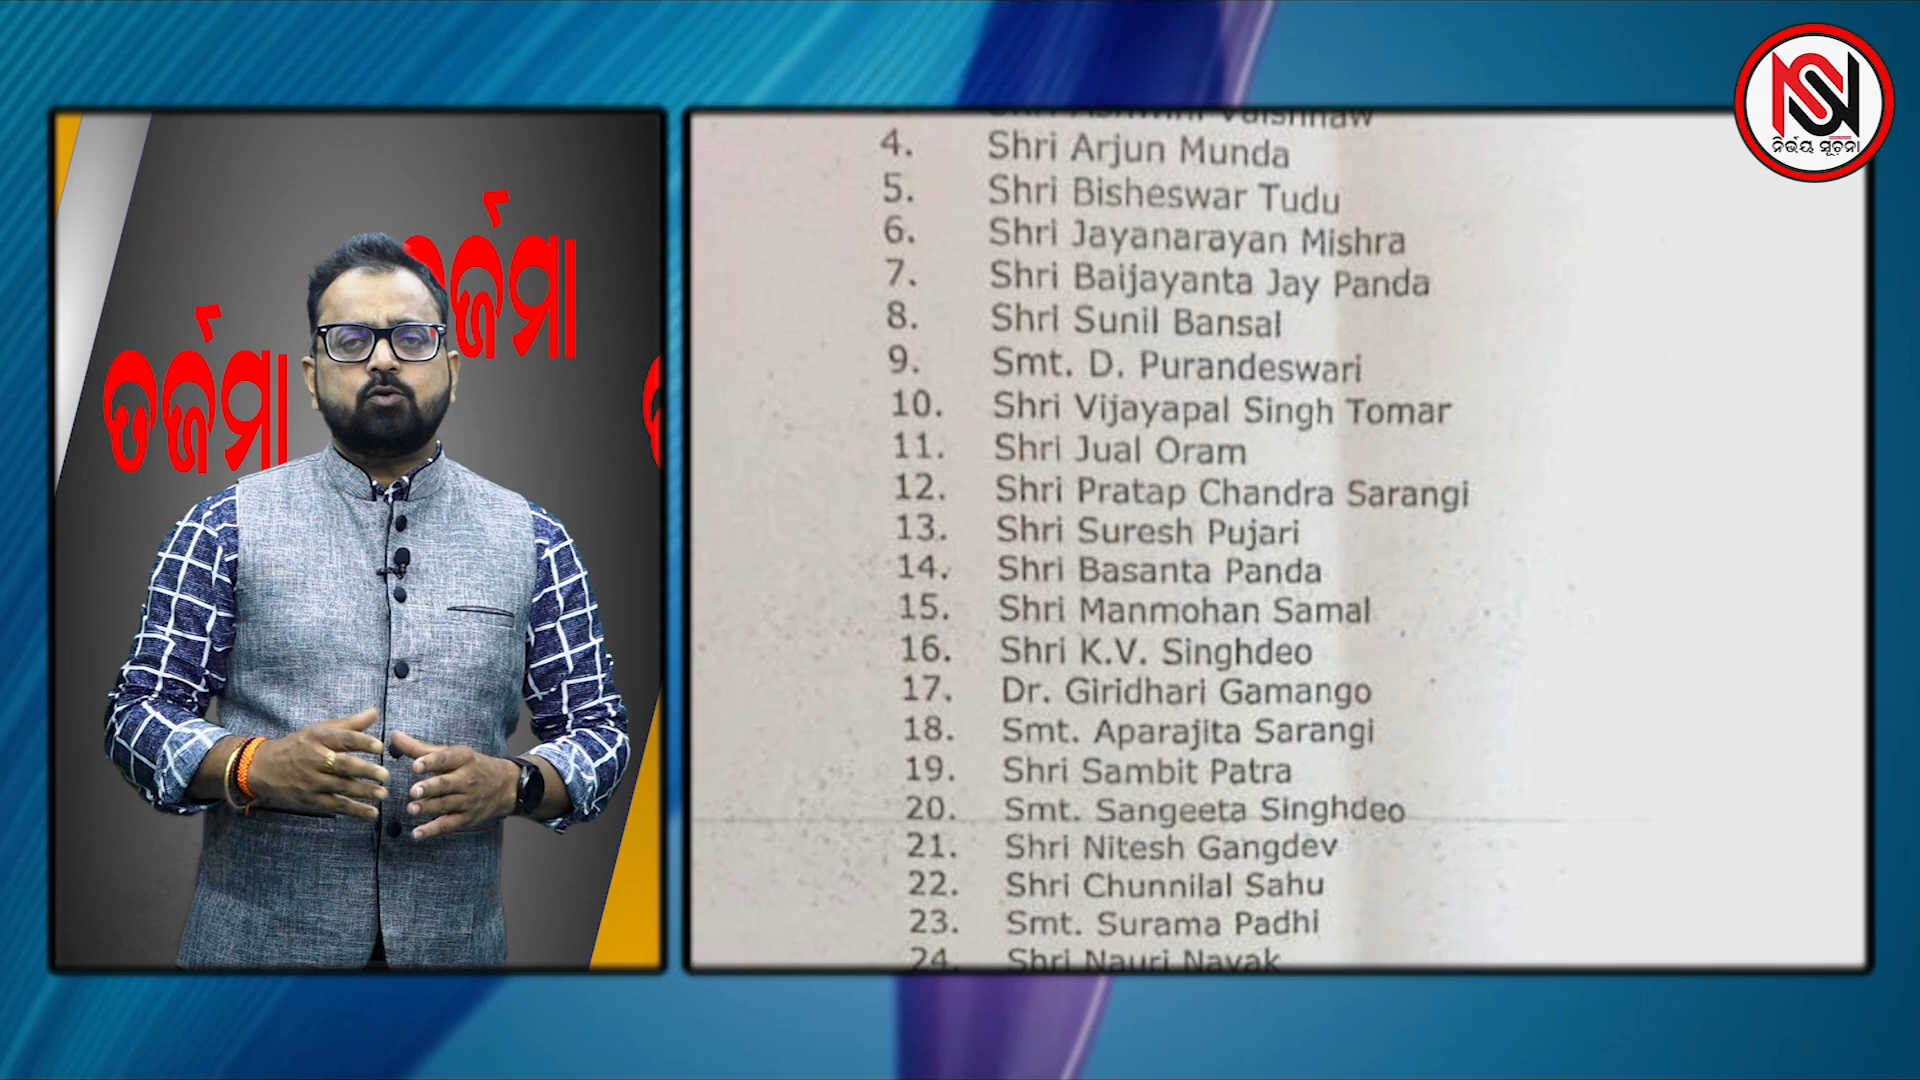 ନିର୍ଭୟ ସୂଚନା
ତର୍ଜମା
ତର୍ଜମା
Shri Ashwini Vaishnaw
4. Shri Arjun Munda
5. Shri Bisheswar Tudu
6. Shri Jayanarayan Mishra
7. Shri Baijayanta Jay Panda
8. Shri Sunil Bansal
9. Smt. D. Purandeswari
10. Shri Vijayapal Singh Tomar
11. Shri Jual Oram
12. Shri Pratap Chandra Sarangi
13. Shri Suresh Pujari
14. Shri Basanta Panda
15. Shri Manmohan Samal
16. Shri K.V. Singhdeo
17. Dr. Giridhari Gamango
18. Smt. Aparajita Sarangi
19. Shri Sambit Patra
20. Smt. Sangeeta Singhdeo
21. Shri Nitesh Gangdev
22. Shri Chunnilal Sahu
23. Smt. Surama Padhi
24. Shri Nauri Nayak